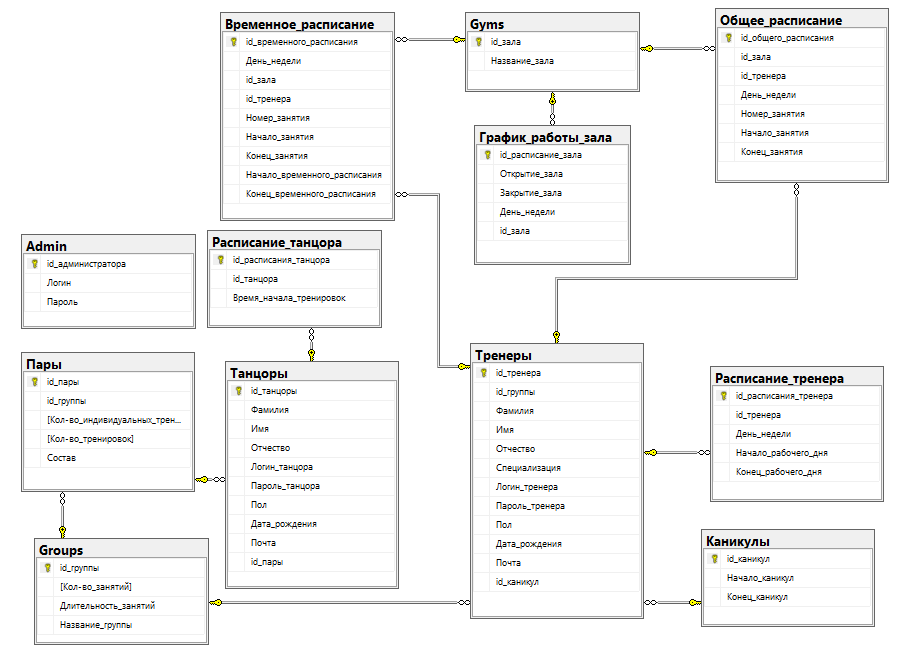 Временное_расписание
id_временного_расписания
День_недели
id_зала
id_тренера
Номер_занятия
Начало_занятия
Конец_занятия
Начало_временного_расписания
Конец_временного_расписания
Gyms
id_зала
Название_зала
Общее_расписание
id_общего_расписания
id_зала
id_тренера
День_недели
Номер_занятия
Начало_занятия
Конец_занятия
График_работы_зала
id_расписание_зала
Открытие_зала
Закрытие_зала
День_недели
id_зала
Admin
id_администратора
Логин
Пароль
Расписание_танцора
id_расписания_танцора
id_танцора
Время_начала_тренировок
Пары
id_пары
id_группы
[Кол-во_индивидуальных_трен...
[Кол-во_тренировок]
Состав
Танцоры
id_танцоры
Фамилия
Имя
Отчество
Логин_танцора
Пароль_танцора
Пол
Дата_рождения
Почта
id_пары
Тренеры
id_тренера
id_группы
Фамилия
Имя
Отчество
Специализация
Логин_тренера
Пароль_тренера
Пол
Дата_рождения
Почта
id_каникул
Расписание_тренера
id_расписания_тренера
id_тренера
День_недели
Начало_рабочего_дня
Конец_рабочего_дня
Groups
id_группы
[Кол-во_занятий]
Длительность_занятий
Название_группы
Каникулы
id_каникул
Начало_каникул
Конец_каникул